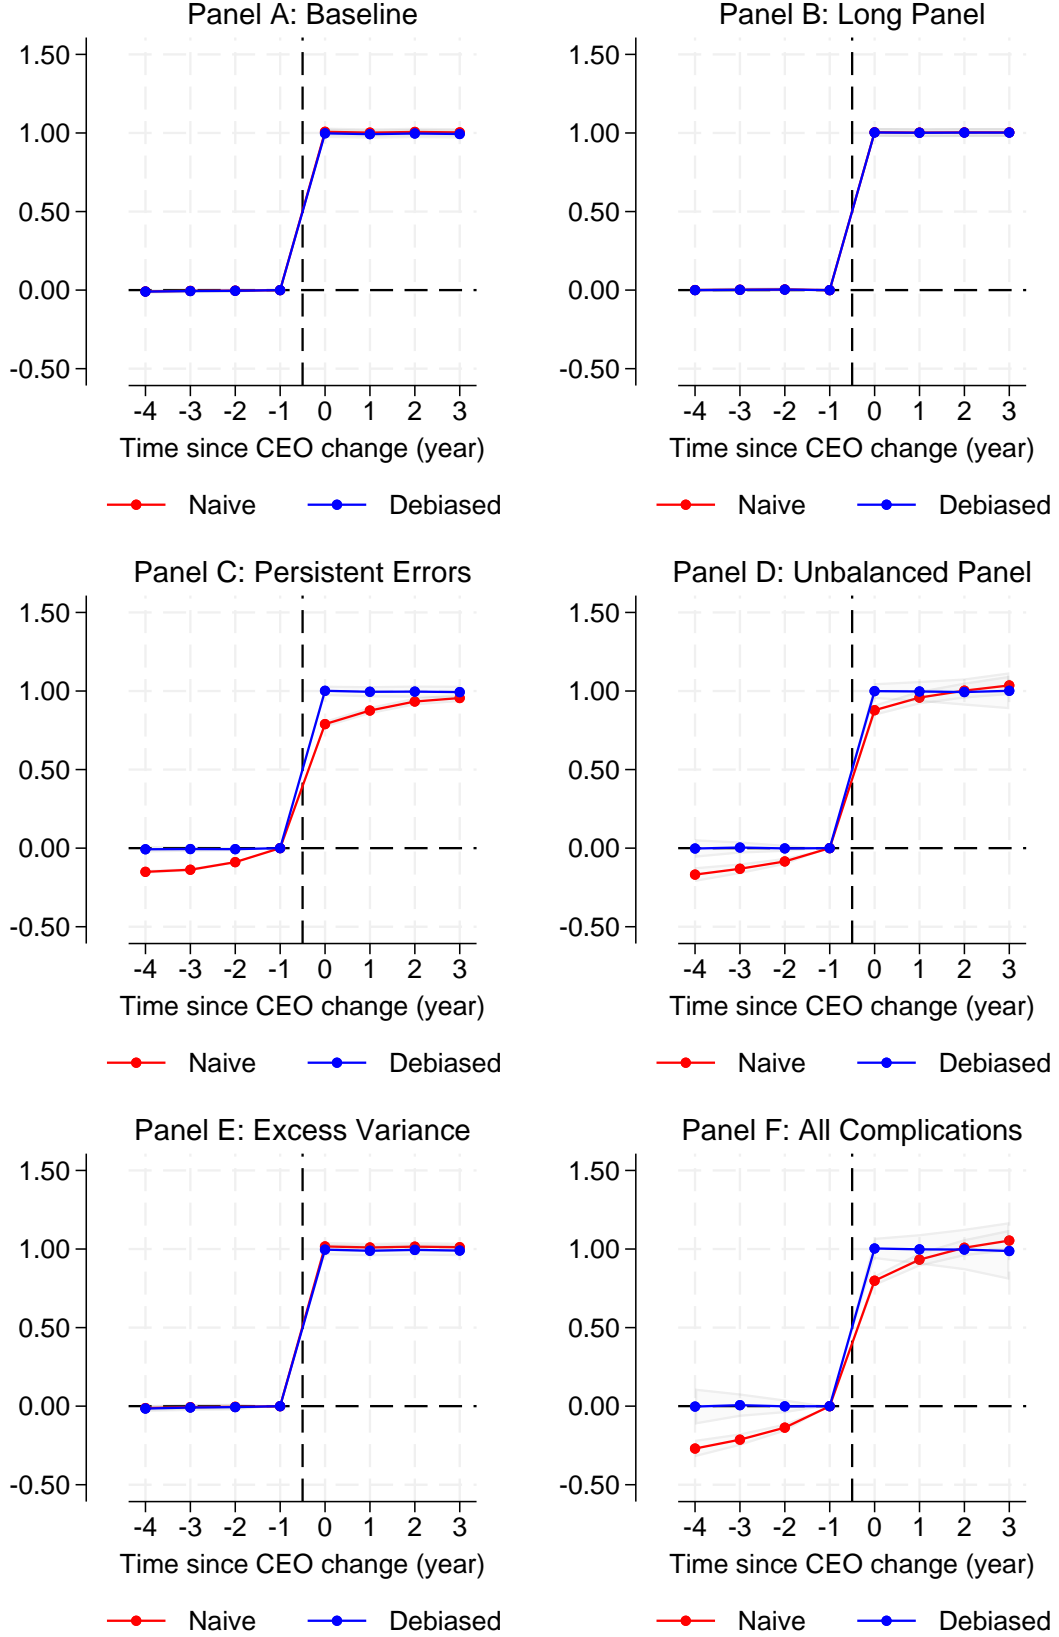 Panel A: Baseline
1.50
1.00
0.50
0.00
-0.50
-4 -3 -2 -1 0 1 2 3
Time since CEO change (year)
Naive Debiased
Panel B: Long Panel
1.50
1.00
0.50
0.00
-0.50
-4 -3 -2 -1 0 1 2 3
Time since CEO change (year)
Naive Debiased
Panel C: Persistent Errors
1.50
1.00
0.50
0.00
-0.50
-4 -3 -2 -1 0 1 2 3
Time since CEO change (year)
Naive Debiased
Panel D: Unbalanced Panel
1.50
1.00
0.50
0.00
-0.50
-4 -3 -2 -1 0 1 2 3
Time since CEO change (year)
Naive Debiased
Panel E: Excess Variance
1.50
1.00
0.50
0.00
-0.50
-4 -3 -2 -1 0 1 2 3
Time since CEO change (year)
Naive Debiased
Panel F: All Complications
1.50
1.00
0.50
0.00
-0.50
-4 -3 -2 -1 0 1 2 3
Time since CEO change (year)
Naive Debiased